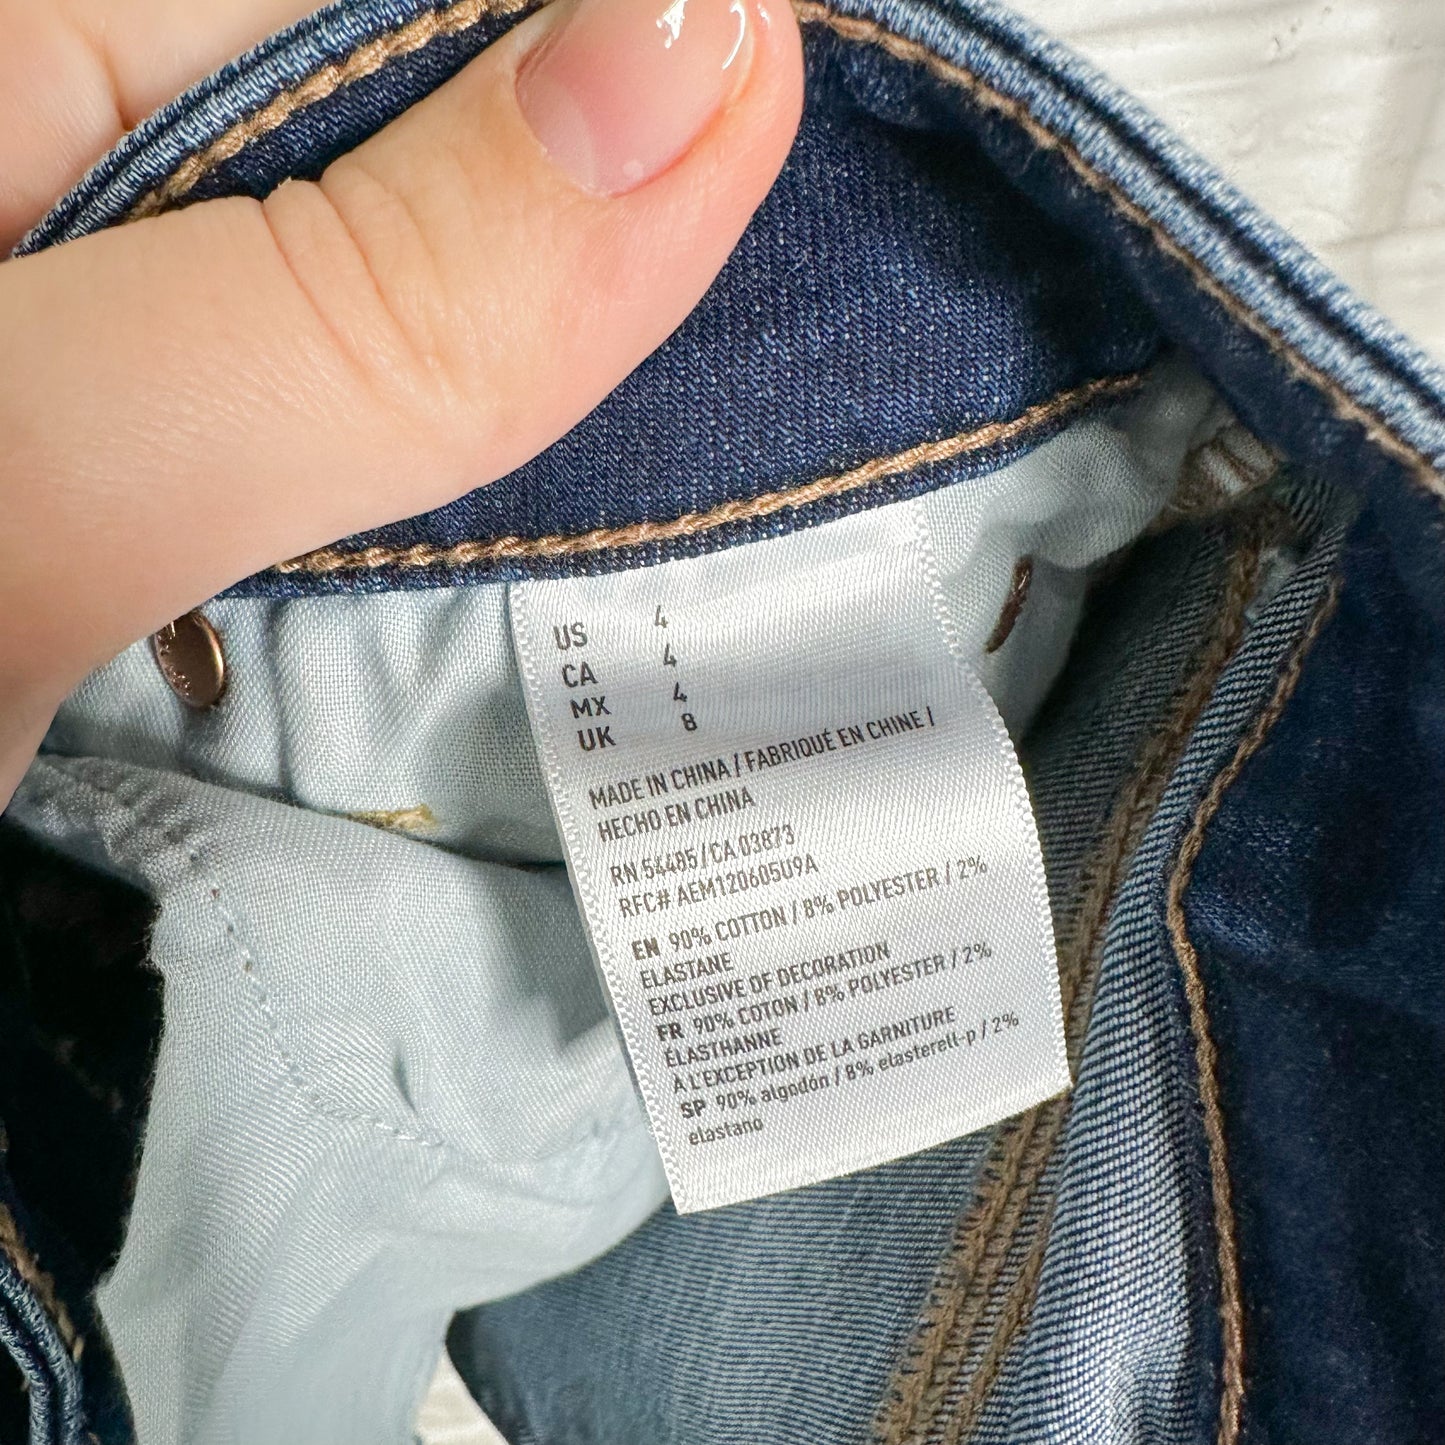 US 4
CA 4
MX 4
UK 8
MADE IN CHINA / FABRIQUÉ EN CHINE /
HECHO EN CHINA
RN 54485 / CA 03873
RFC# AEM120605U9A
EN 90% COTTON / 8% POLYESTER / 2%
ELASTANE
EXCLUSIVE OF DECORATION
FR 90% COTON / 8% POLYESTER / 2%
ÉLASTHANNE
A L'EXCEPTION DE LA GARNITURE
SP 90% algodón / 8% elasterell-p / 2%
elastano